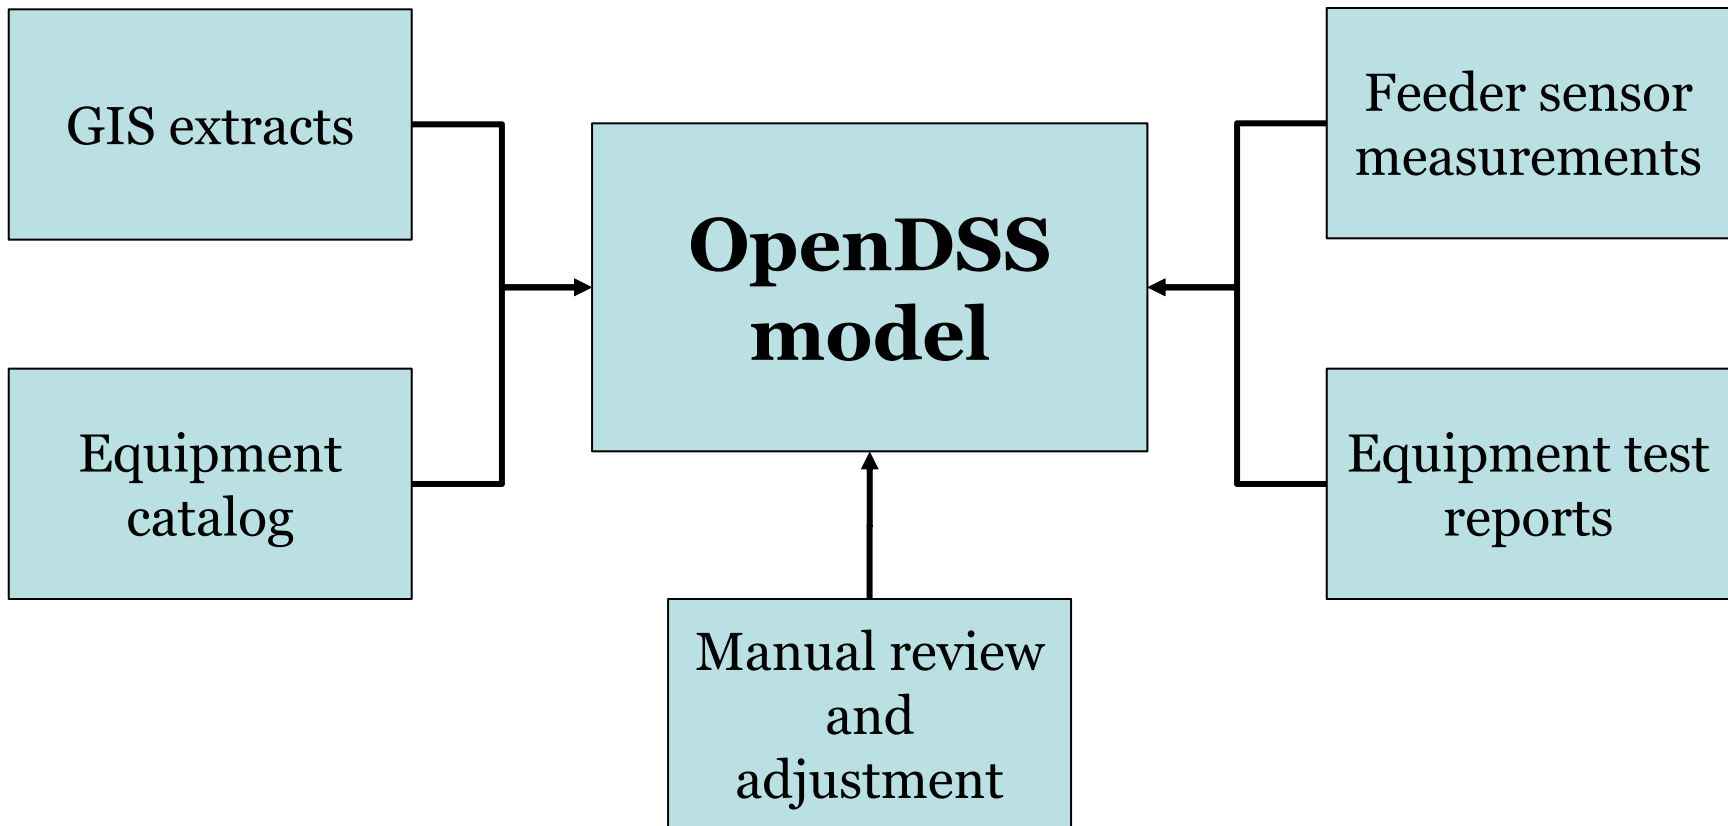 GIS extracts
Equipment
catalog
OpenDSS
model
Feeder sensor
measurements
Equipment test
reports
Manual review
and
adjustment